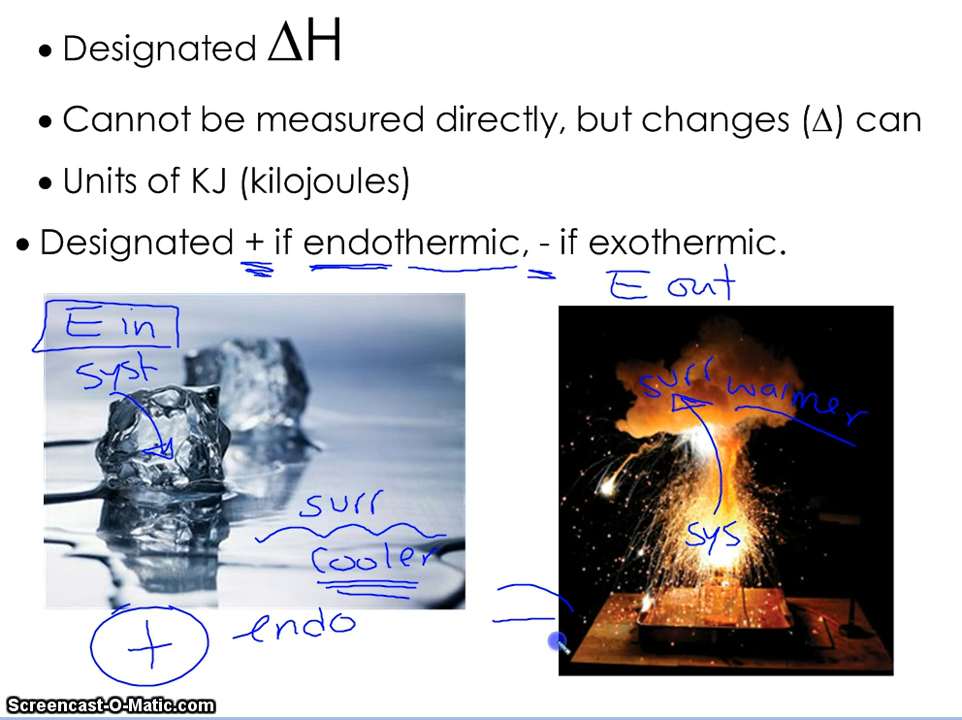 • Designated ΔH
• Cannot be measured directly, but changes (Δ) can
• Units of KJ (kilojoules)
• Designated + if endothermic, - if exothermic.
E out
E in
syst
surr warmer
surr
cooler
sys
+ endo
Screencast-O-Matic.com